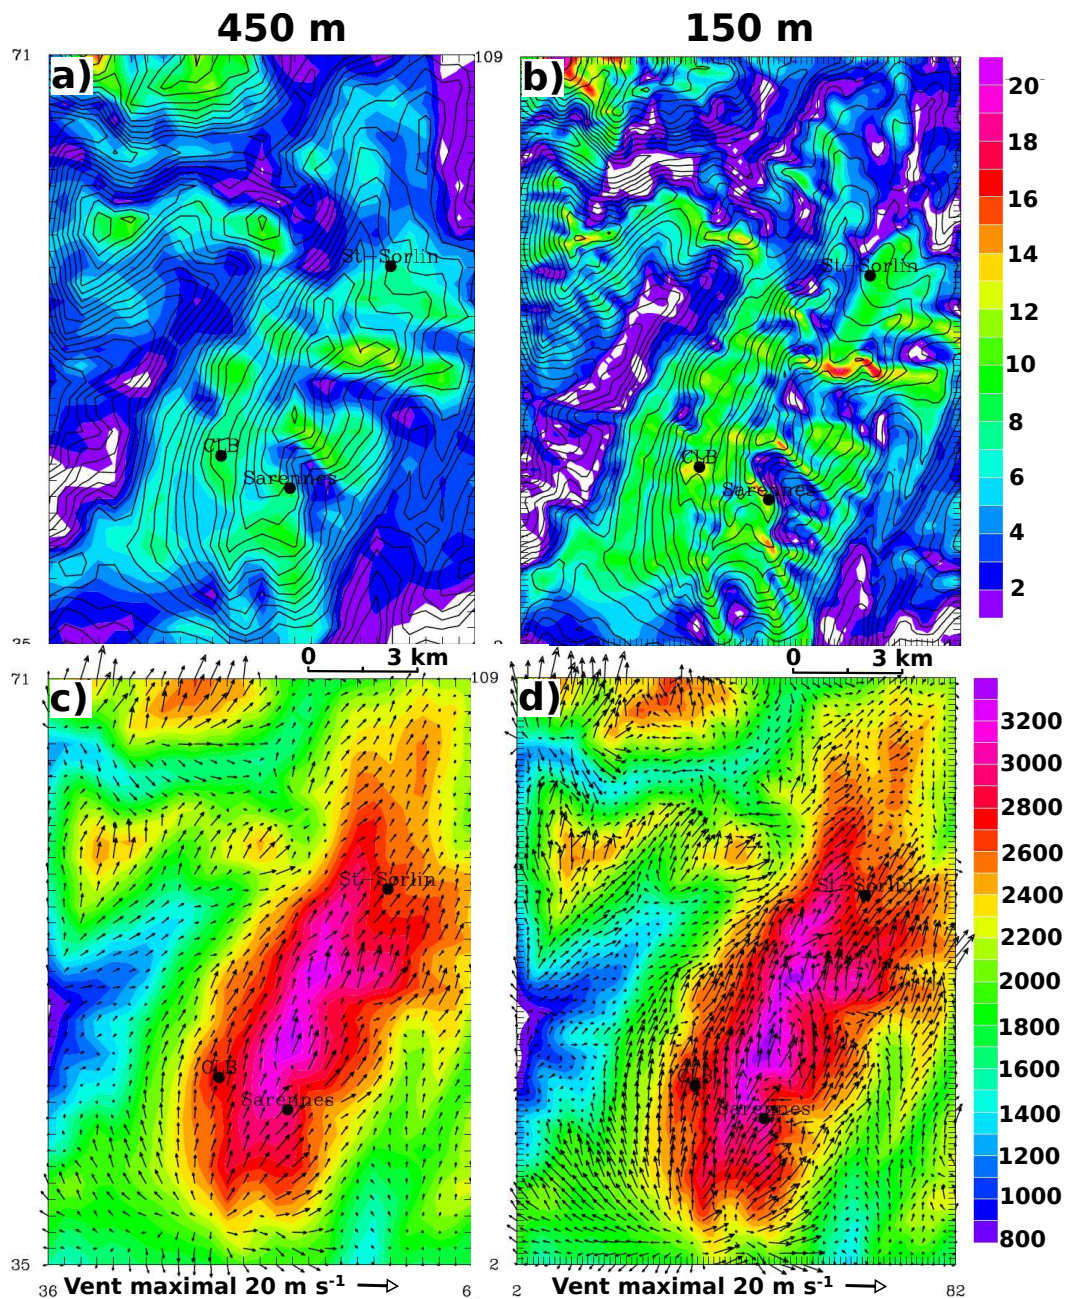 450 m
150 m
71
a)
St-Sorlin
CLB
Sarennes
35
109
b)
St-Sorlin
CLB
Sarennes
2
20
18
16
14
12
10
8
6
4
2
0 3 km
0 3 km
71
c)
St-Sorlin
CLB
Sarennes
35
36
6
Vent maximal 20 m s-1
109
d)
St-Sorlin
CLB
Sarennes
2
2
82
Vent maximal 20 m s-1
3200
3000
2800
2600
2400
2200
2000
1800
1600
1400
1200
1000
800